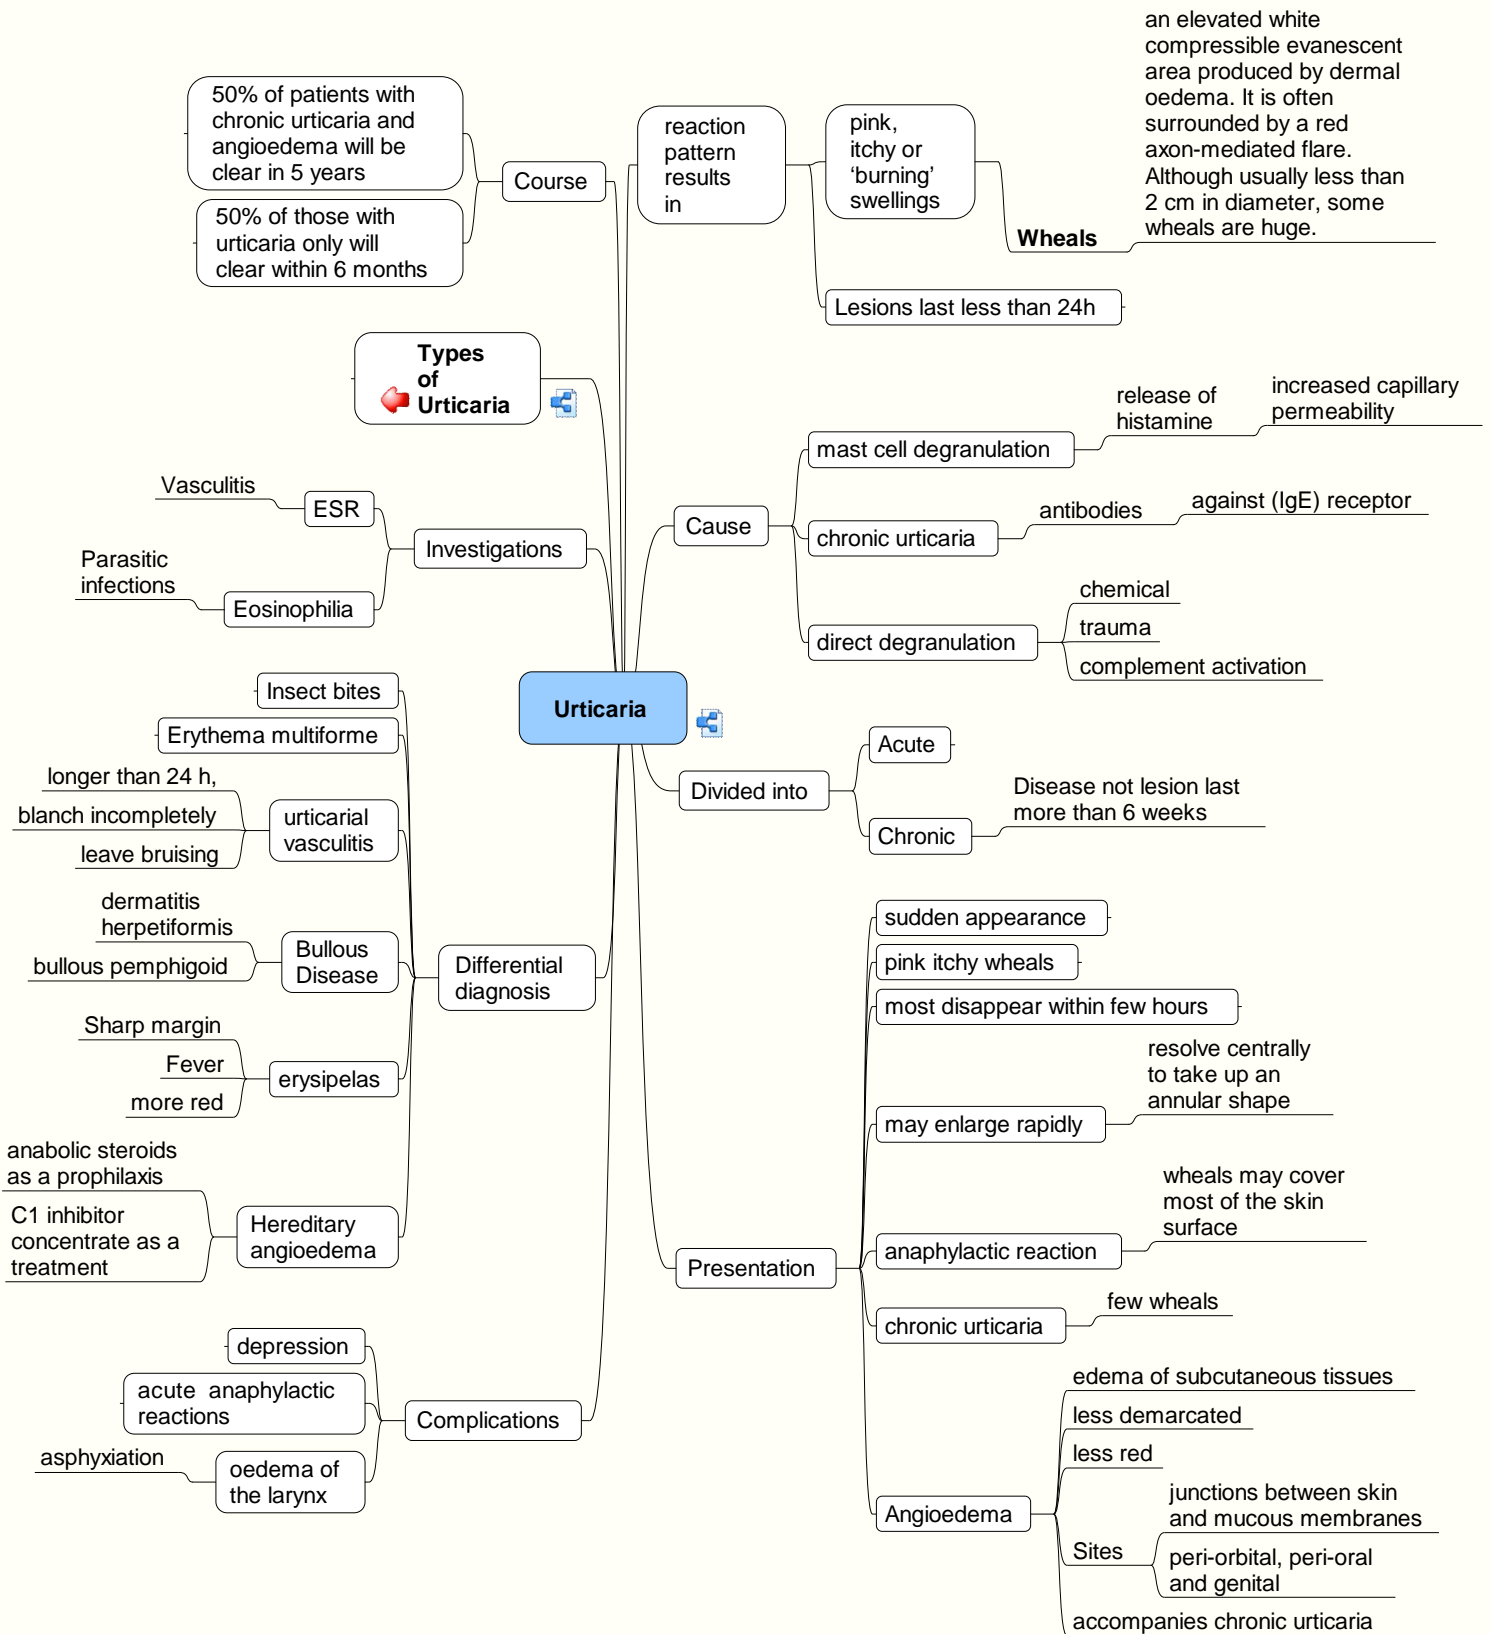 Urticaria
reaction
pattern
results
in
pink,
itchy or
‘burning’
swellings
Wheals
an elevated white
compressible evanescent
area produced by dermal
oedema. It is often
surrounded by a red
axon-mediated flare.
Although usually less than
2 cm in diameter, some
wheals are huge.
Lesions last less than 24h
Cause
mast cell degranulation
release of
histamine
increased capillary
permeability
chronic urticaria
antibodies
against (IgE) receptor
direct degranulation
chemical
trauma
complement activation
Divided into
Acute
Chronic
Disease not lesion last
more than 6 weeks
Presentation
sudden appearance
pink itchy wheals
most disappear within few hours
may enlarge rapidly
resolve centrally
to take up an
annular shape
anaphylactic reaction
wheals may cover
most of the skin
surface
chronic urticaria
few wheals
Angioedema
edema of subcutaneous tissues
less demarcated
less red
Sites
junctions between skin
and mucous membranes
peri-orbital, peri-oral
and genital
accompanies chronic urticaria
Course
50% of patients with
chronic urticaria and
angioedema will be
clear in 5 years
50% of those with
urticaria only will
clear within 6 months
Types
of
Urticaria
Investigations
ESR
Vasculitis
Eosinophilia
Parasitic
infections
Differential
diagnosis
Insect bites
Erythema multiforme
urticarial
vasculitis
longer than 24 h,
blanch incompletely
leave bruising
Bullous
Disease
dermatitis
herpetiformis
bullous pemphigoid
erysipelas
Sharp margin
Fever
more red
Hereditary
angioedema
anabolic steroids
as a prophilaxis
C1 inhibitor
concentrate as a
treatment
Complications
depression
acute anaphylactic
reactions
oedema of
the larynx
asphyxiation